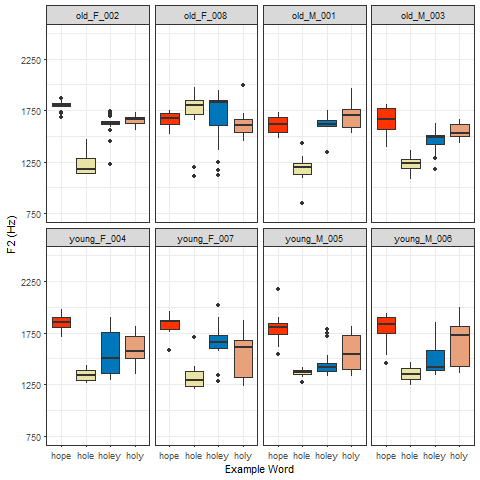 old_F_002 old_F_008 old_M_001 old_M_003
2250
1750
1250
750
young_F_004 young_F_007 young_M_005 young_M_006
2250
1750
1250
750
F2 (Hz)
hope hole holey holy hope hole holey holy hope hole holey holy hope hole holey holy
Example Word